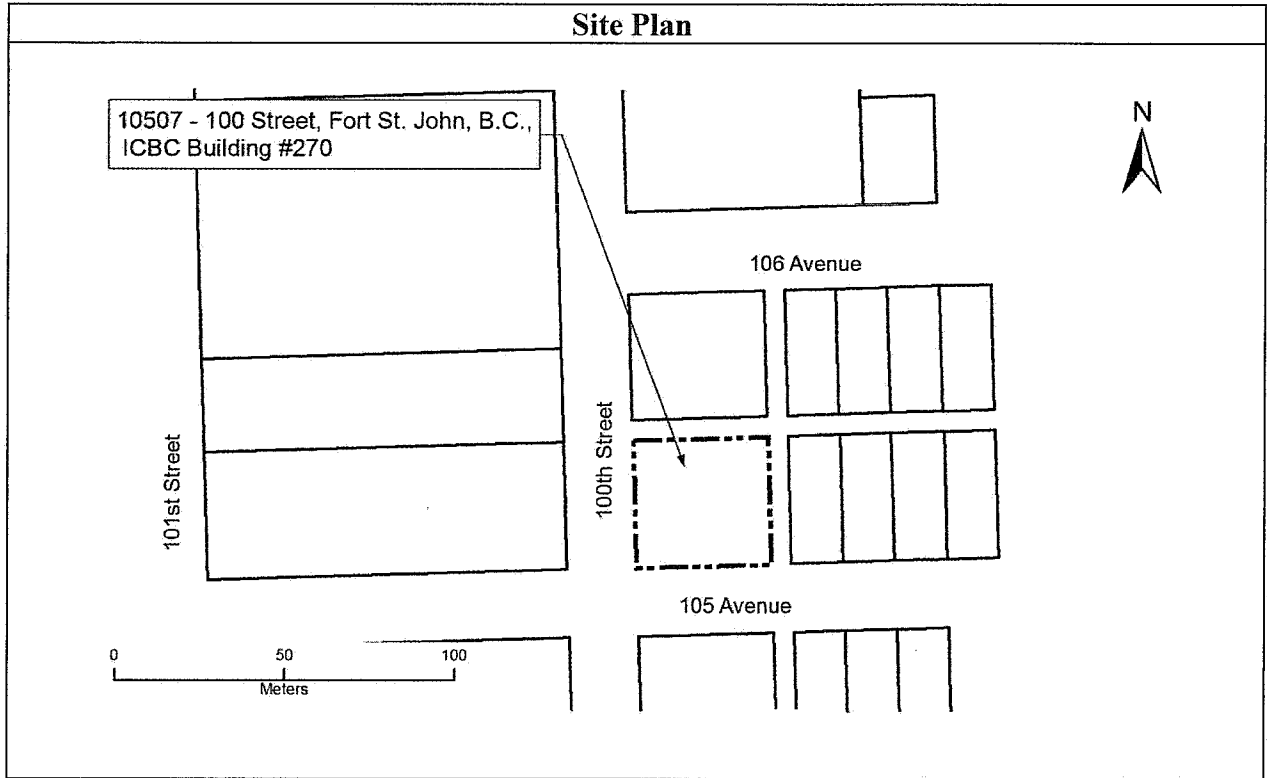 Site Plan
10507 - 100 Street, Fort St. John, B.C.,
ICBC Building #270
N
106 Avenue
100th Street
101st Street
105 Avenue
0 50 100
Meters